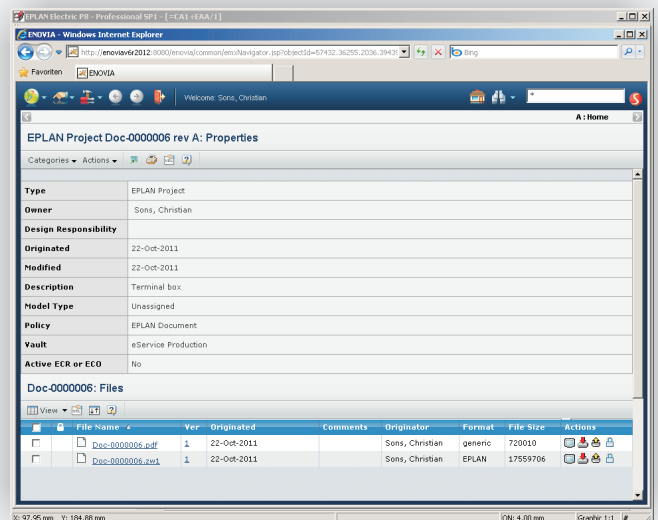 EPLAN Electric P8 - Professional SP1 - [=CA1+EAA/1]
ENOVIA - Windows Internet Explorer
http://enoviav6r2012:8080/enovia/common/emxNavigator.jsp?objectId=57432.36255.2036.39439
Bing
Favoriten ENOVIA
Welcome: Sons, Christian *
A : Home
EPLAN Project Doc-0000006 rev A: Properties
Categories Actions
Type EPLAN Project
Owner Sons, Christian
Design Responsibility
Originated 22-Oct-2011
Modified 22-Oct-2011
Description Terminal box
Model Type Unassigned
Policy EPLAN Document
Vault eService Production
Active ECR or ECO No
Doc-0000006: Files
View
File Name Ver Originated Comments Originator Format File Size Actions
Doc-0000006.pdf 1 22-Oct-2011 Sons, Christian generic 720010
Doc-0000006.zw1 1 22-Oct-2011 Sons, Christian EPLAN 17559706
X: 97,95 mm Y: 184,88 mm ON: 4,00 mm Graphic 1:1 #